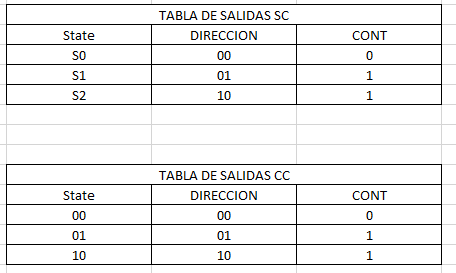 TABLA DE SALIDAS SC
State DIRECCION CONT
S0 00 0
S1 01 1
S2 10 1
TABLA DE SALIDAS CC
State DIRECCION CONT
00 00 0
01 01 1
10 10 1